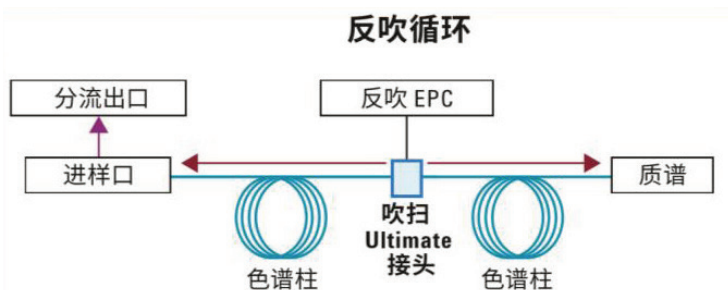 反吹循环
分流出口
反吹 EPC
进样口
质谱
吹扫
Ultimate
接头
色谱柱
色谱柱